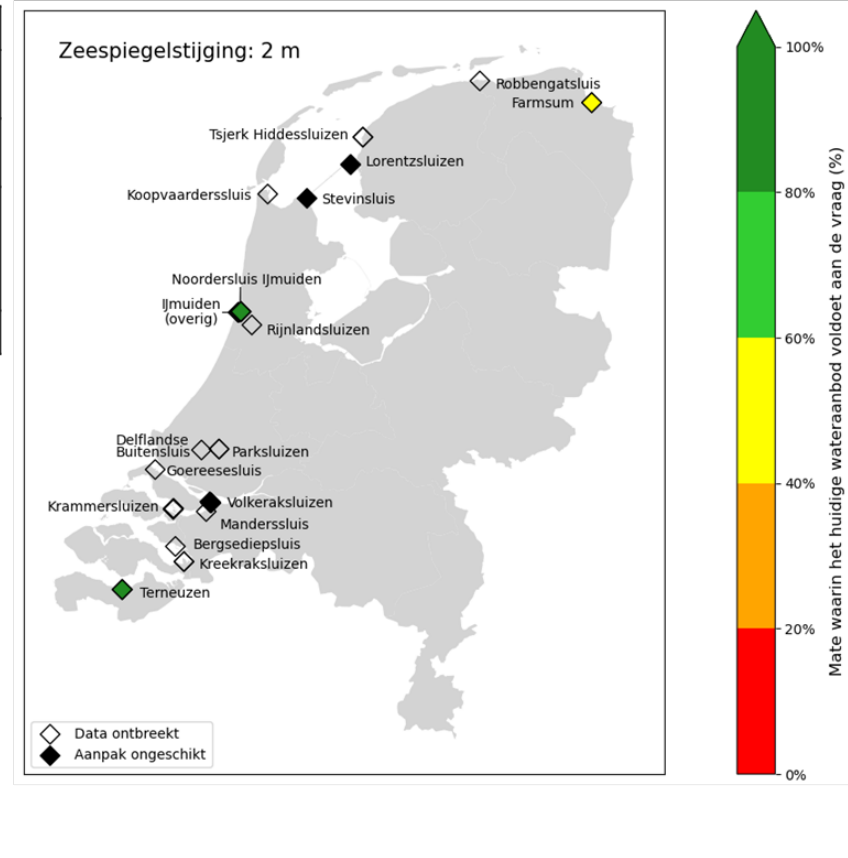 Zeespiegelstijging: 2 m
Robbengatsluis
Farmsum
Tsjerk Hiddessluizen
Lorentzsluizen
Koopvaarderssluis
Stevinsluis
Noordersluis IJmuiden
IJmuiden
(overig)
Rijnlandsluizen
Delflandse
Buitensluis
Parksluizen
Goereesesluis
Krammersluizen
Volkeraksluizen
Manderssluis
Bergsediepsluis
Kreekraksluizen
Terneuzen
Data ontbreekt
Aanpak ongeschikt
100%
80%
60%
40%
20%
0%
Mate waarin het huidige wateraanbod voldoet aan de vraag (%)